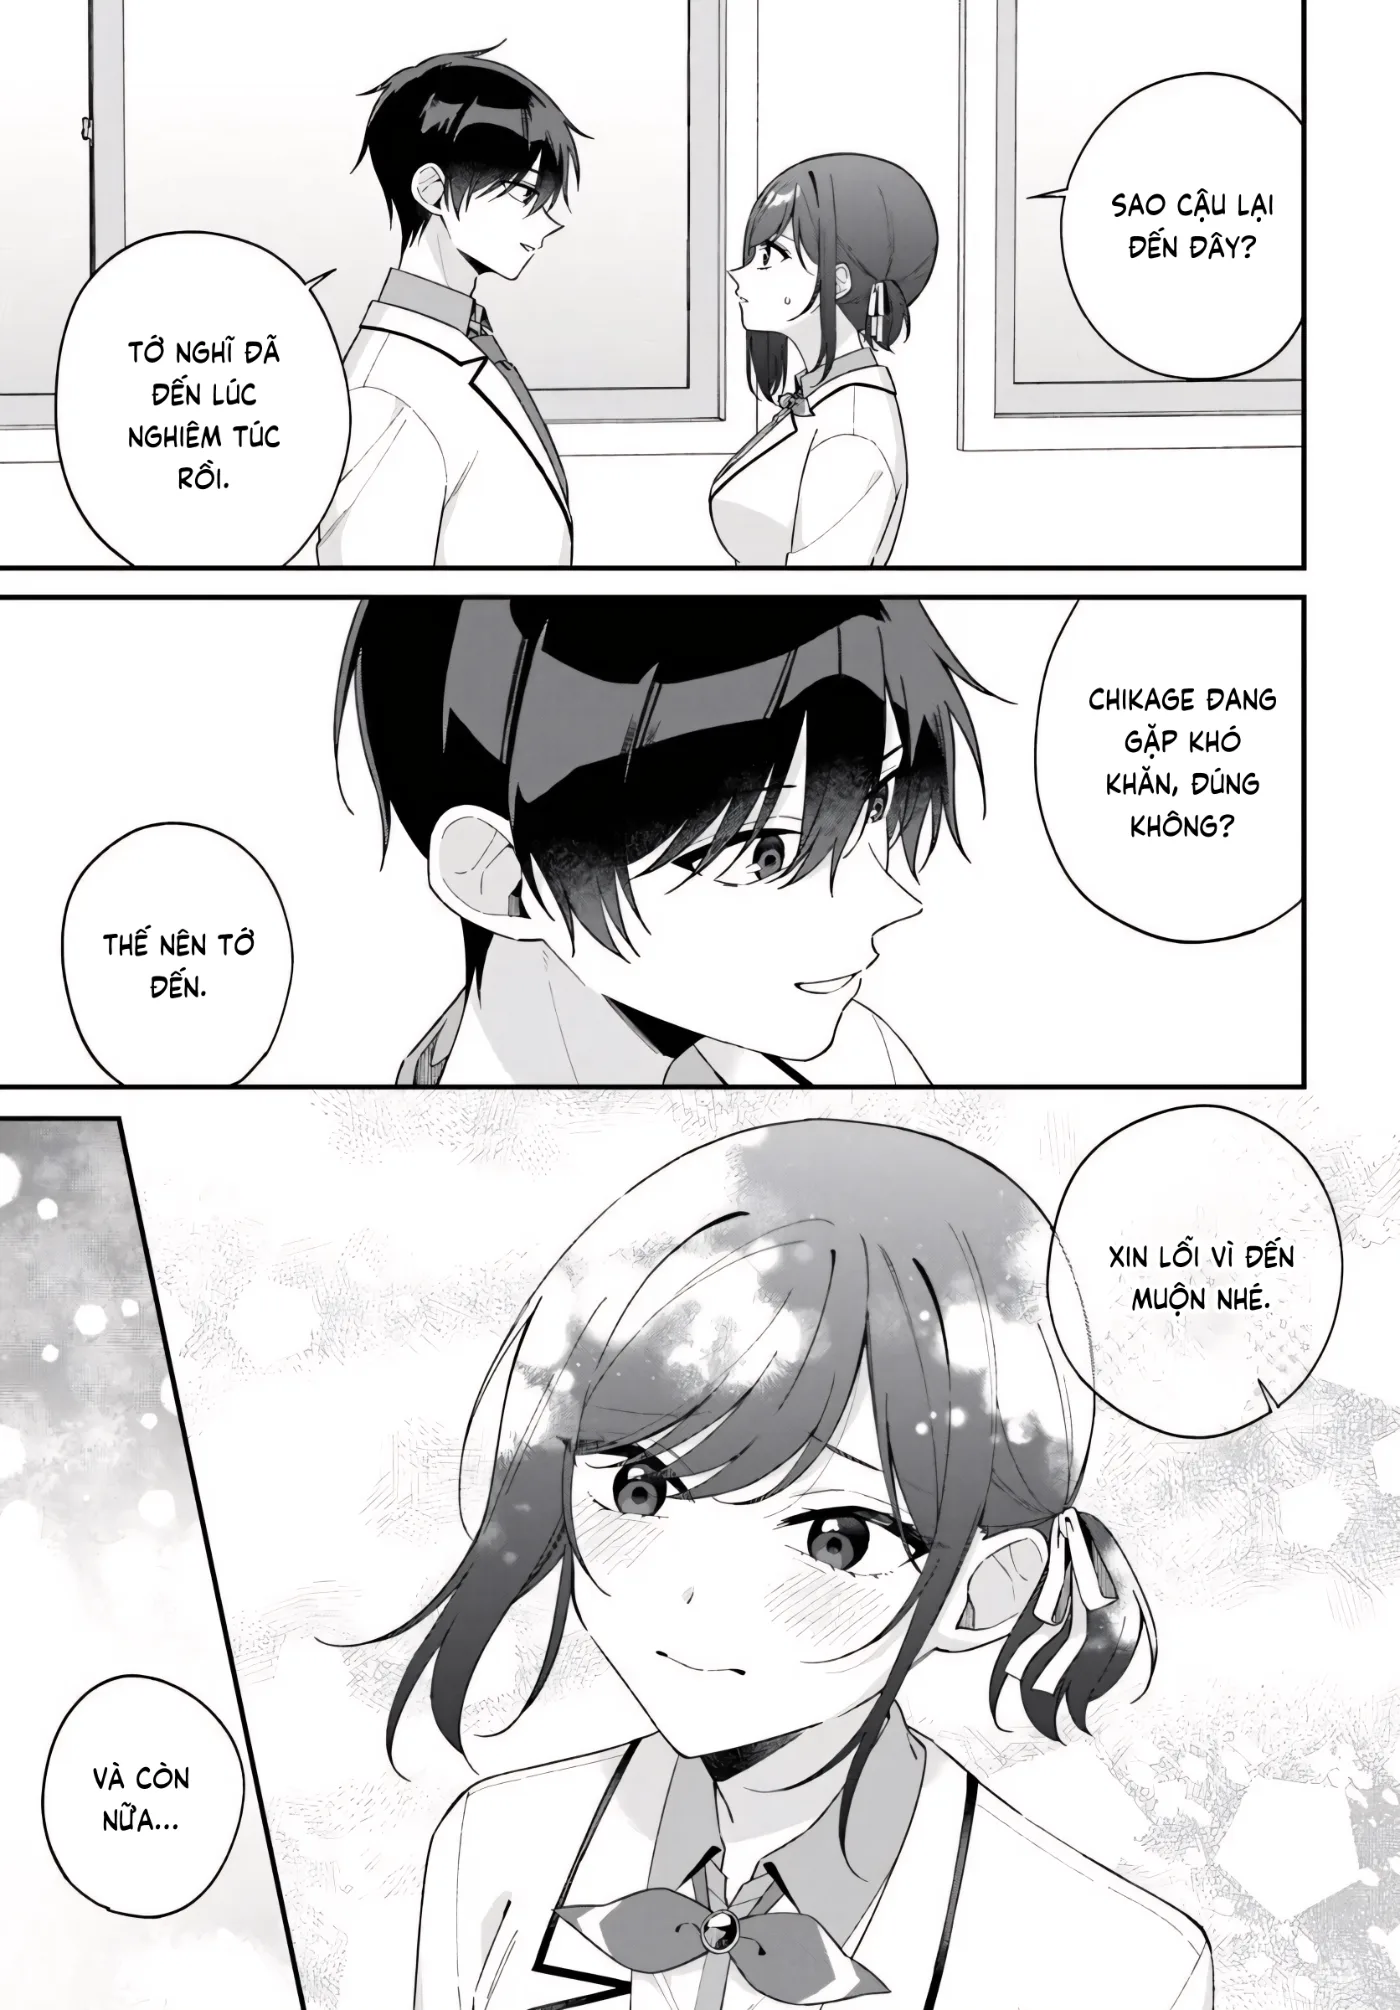 SAO CẬU LẠI
ĐẾN ĐÂY?
TỚ NGHĨ ĐÃ
ĐẾN LÚC
NGHIÊM TÚC
RỒI.
CHIKAGE ĐANG
GẶP KHÓ
KHĂN, ĐÚNG
KHÔNG?
THẾ NÊN TỚ
ĐẾN.
XIN LỖI VÌ ĐẾN
MUỘN NHÉ.
VÀ CÒN
NỮA...